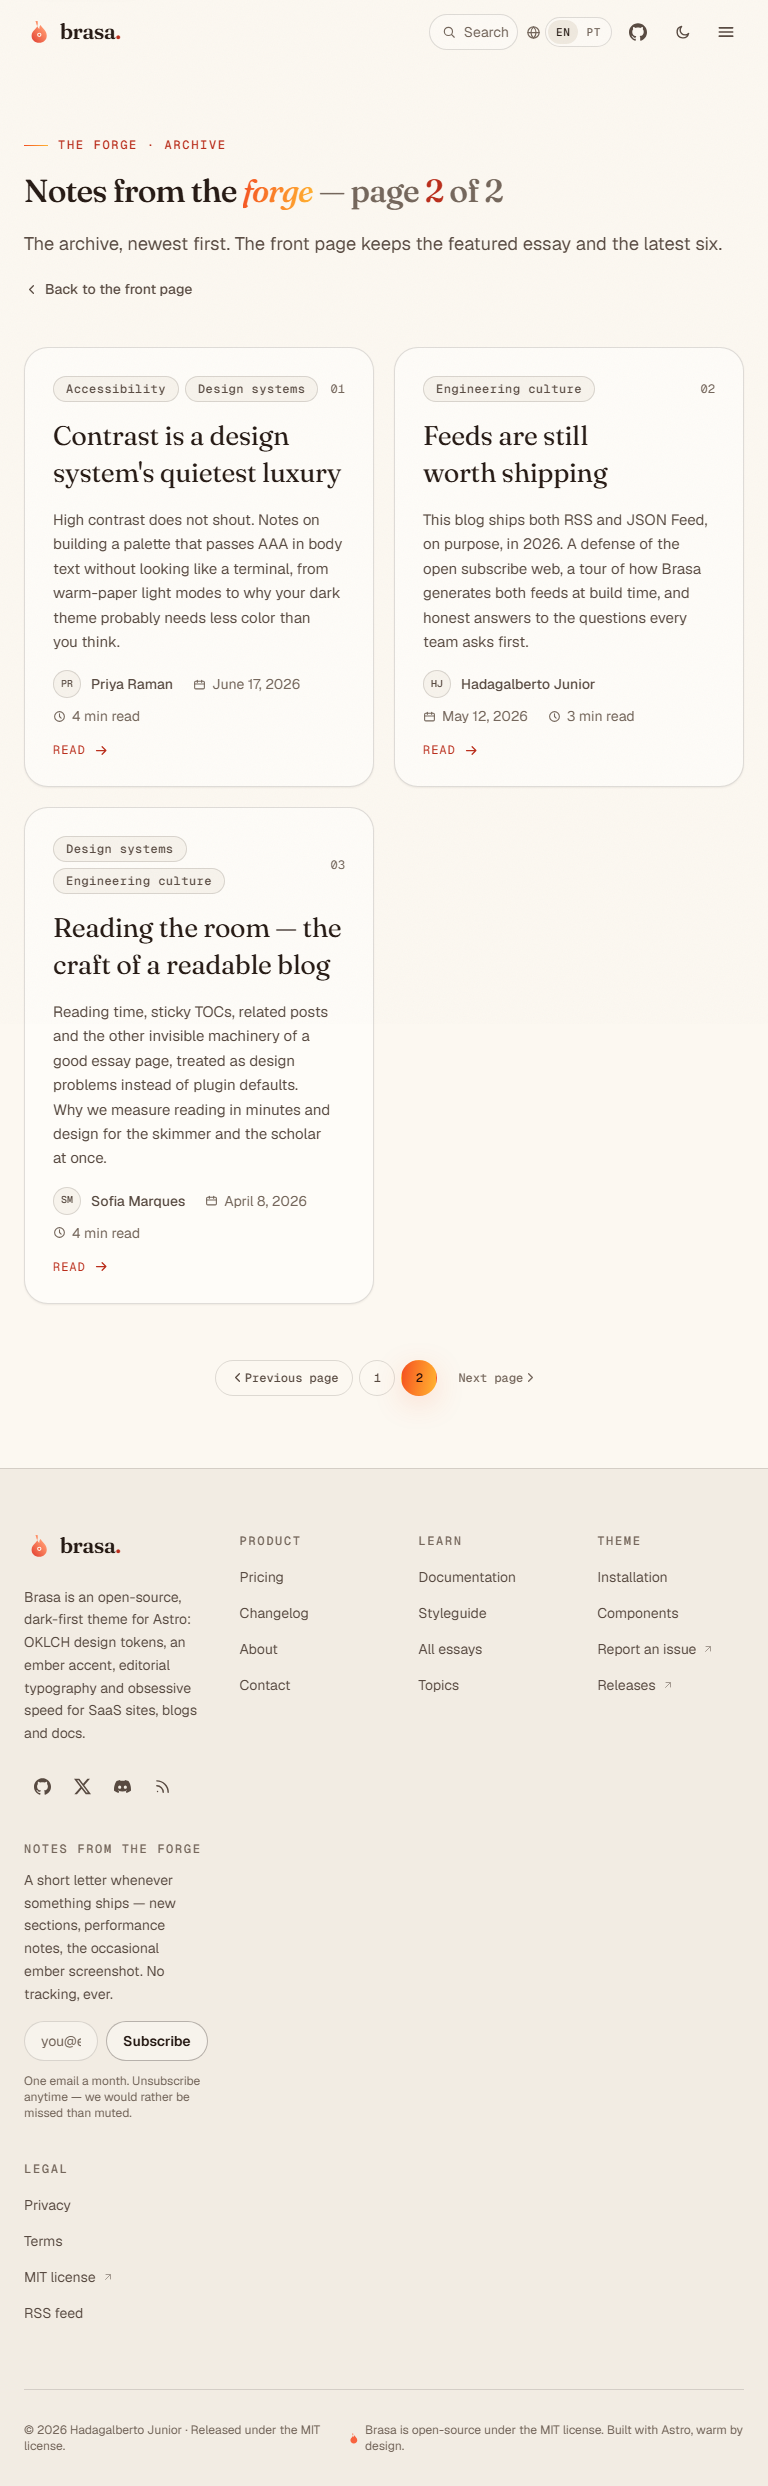 brasa.
Search
EN
PT
THE FORGE · ARCHIVE
Notes from the forge — page 2 of 2
The archive, newest first. The front page keeps the featured essay and the latest six.
Back to the front page
Accessibility
Design systems
01
Contrast is a design
system's quietest luxury
High contrast does not shout. Notes on
building a palette that passes AAA in body
text without looking like a terminal, from
warm-paper light modes to why your dark
theme probably needs less color than
you think.
PR
Priya Raman
June 17, 2026
4 min read
READ
Engineering culture
02
Feeds are still
worth shipping
This blog ships both RSS and JSON Feed,
on purpose, in 2026. A defense of the
open subscribe web, a tour of how Brasa
generates both feeds at build time, and
honest answers to the questions every
team asks first.
HJ
Hadagalberto Junior
May 12, 2026
3 min read
READ
Design systems
Engineering culture
03
Reading the room — the
craft of a readable blog
Reading time, sticky TOCs, related posts
and the other invisible machinery of a
good essay page, treated as design
problems instead of plugin defaults.
Why we measure reading in minutes and
design for the skimmer and the scholar
at once.
SM
Sofia Marques
April 8, 2026
4 min read
READ
Previous page
1
2
Next page
brasa.
Brasa is an open-source,
dark-first theme for Astro:
OKLCH design tokens, an
ember accent, editorial
typography and obsessive
speed for SaaS sites, blogs
and docs.
NOTES FROM THE FORGE
A short letter whenever
something ships — new
sections, performance
notes, the occasional
ember screenshot. No
tracking, ever.
you@e
Subscribe
One email a month. Unsubscribe
anytime — we would rather be
missed than muted.
PRODUCT
Pricing
Changelog
About
Contact
LEARN
Documentation
Styleguide
All essays
Topics
THEME
Installation
Components
Report an issue
Releases
LEGAL
Privacy
Terms
MIT license
RSS feed
© 2026 Hadagalberto Junior · Released under the MIT
license.
Brasa is open-source under the MIT license. Built with Astro, warm by
design.